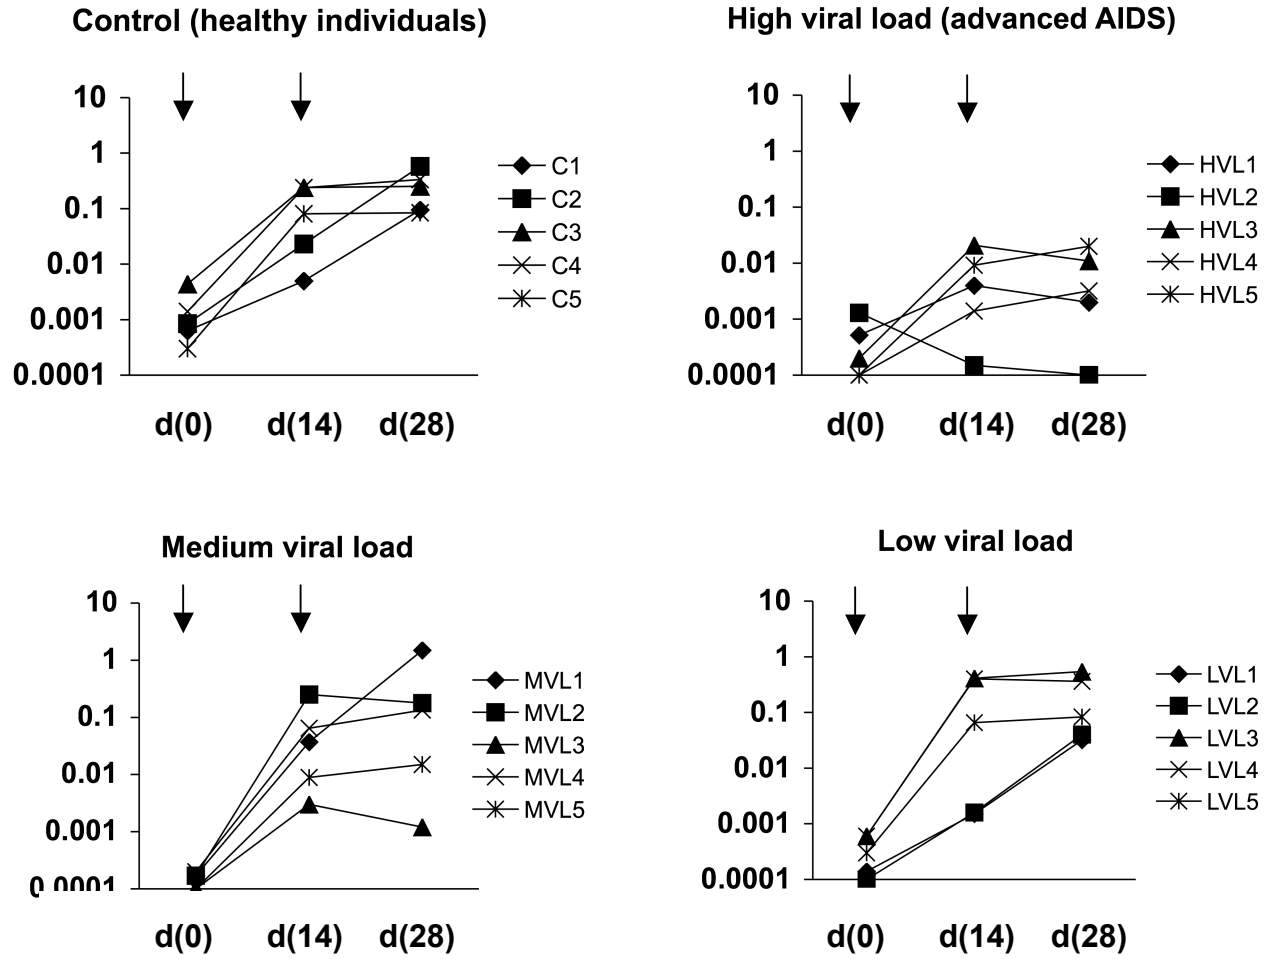 Control (healthy individuals)
10
1
0.1
0.01
0.001
0.0001
d(0) d(14) d(28)
C1
C2
C3
C4
C5
High viral load (advanced AIDS)
10
1
0.1
0.01
0.001
0.0001
d(0) d(14) d(28)
HVL1
HVL2
HVL3
HVL4
HVL5
Medium viral load
10
1
0.1
0.01
0.001
0.0001
d(0) d(14) d(28)
MVL1
MVL2
MVL3
MVL4
MVL5
Low viral load
10
1
0.1
0.01
0.001
0.0001
d(0) d(14) d(28)
LVL1
LVL2
LVL3
LVL4
LVL5